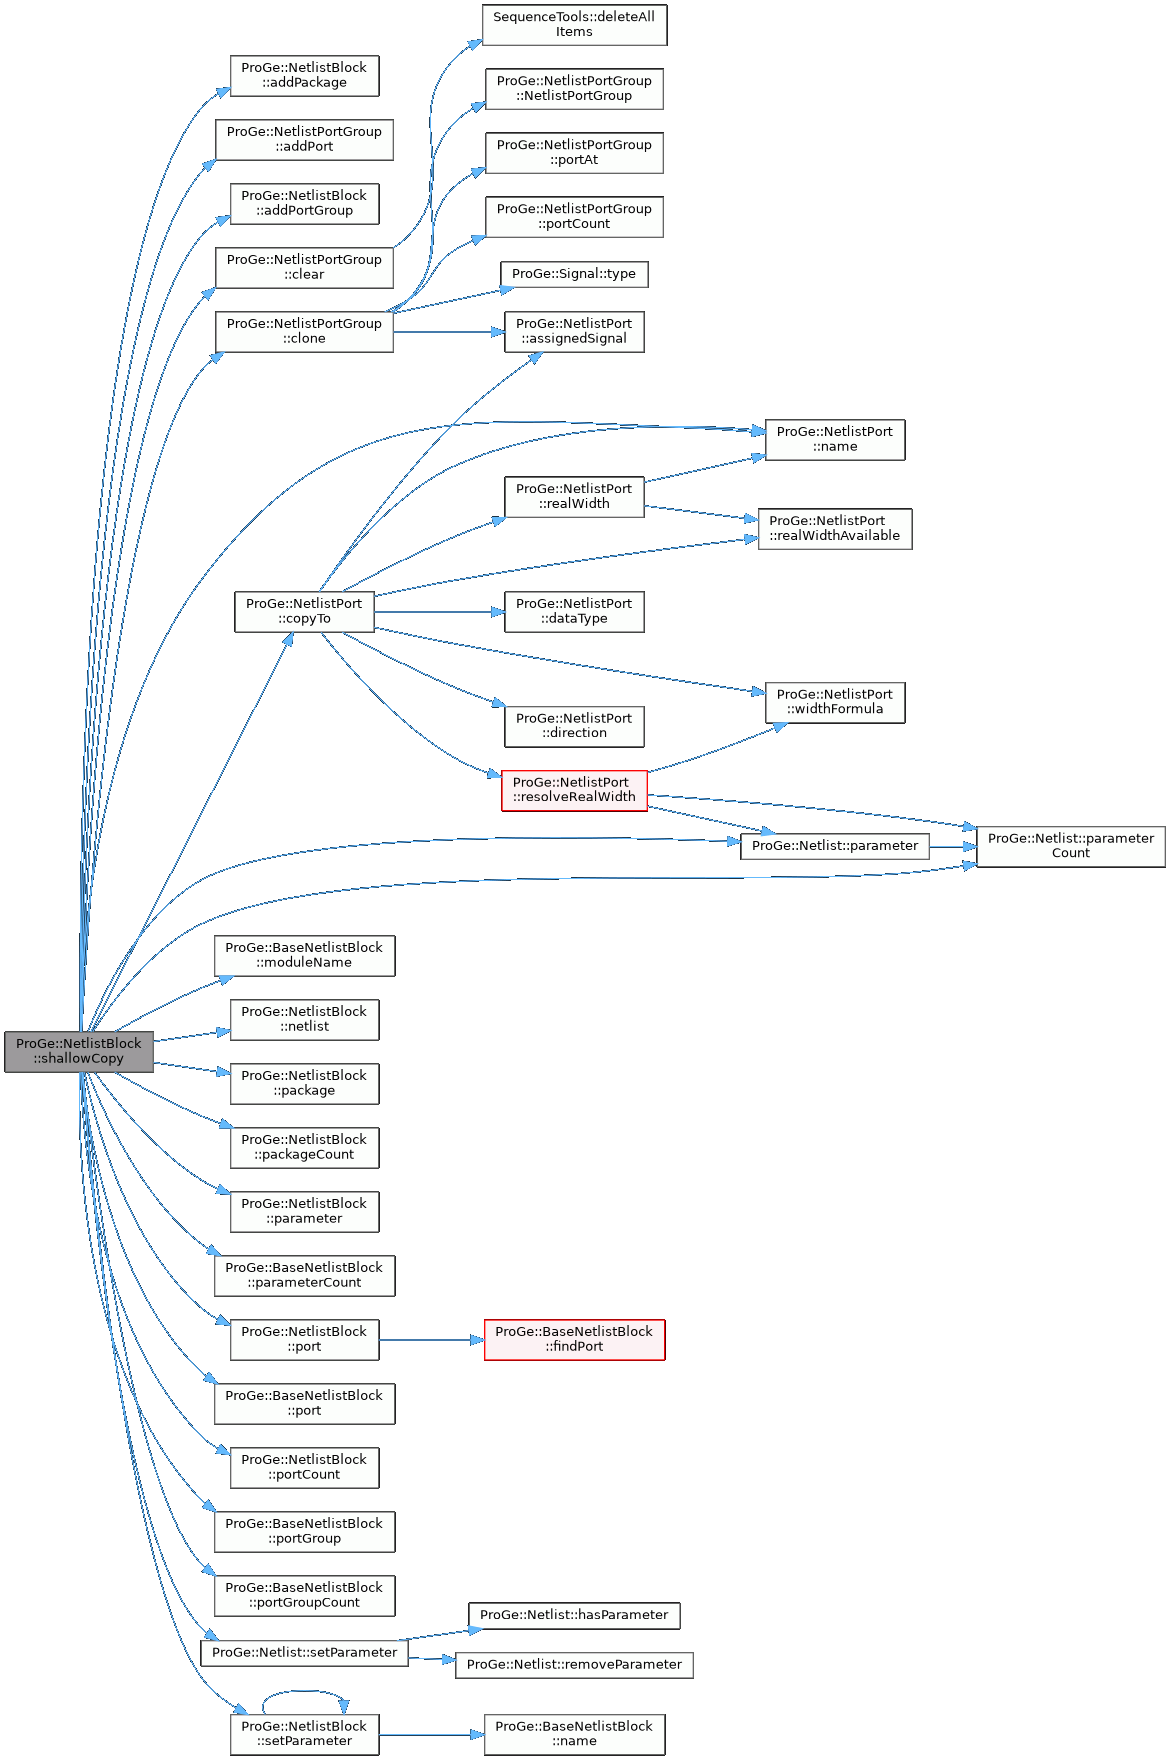 SequenceTools::deleteAll
Items
ProGe::NetlistBlock
::addPackage
ProGe::NetlistPortGroup
::NetlistPortGroup
ProGe::NetlistPortGroup
::addPort
ProGe::NetlistPortGroup
::portAt
ProGe::NetlistBlock
::addPortGroup
ProGe::NetlistPortGroup
::portCount
ProGe::NetlistPortGroup
::clear
ProGe::Signal::type
ProGe::NetlistPortGroup
::clone
ProGe::NetlistPort
::assignedSignal
ProGe::NetlistPort
::name
ProGe::NetlistPort
::realWidth
ProGe::NetlistPort
::realWidthAvailable
ProGe::NetlistPort
::copyTo
ProGe::NetlistPort
::dataType
ProGe::NetlistPort
::widthFormula
ProGe::NetlistPort
::direction
ProGe::NetlistPort
::resolveRealWidth
ProGe::Netlist::parameter
ProGe::Netlist::parameter
Count
ProGe::BaseNetlistBlock
::moduleName
ProGe::NetlistBlock
::netlist
ProGe::NetlistBlock
::shallowCopy
ProGe::NetlistBlock
::package
ProGe::NetlistBlock
::packageCount
ProGe::NetlistBlock
::parameter
ProGe::BaseNetlistBlock
::parameterCount
ProGe::NetlistBlock
::port
ProGe::BaseNetlistBlock
::findPort
ProGe::BaseNetlistBlock
::port
ProGe::NetlistBlock
::portCount
ProGe::BaseNetlistBlock
::portGroup
ProGe::BaseNetlistBlock
::portGroupCount
ProGe::Netlist::hasParameter
ProGe::Netlist::setParameter
ProGe::Netlist::removeParameter
ProGe::NetlistBlock
::setParameter
ProGe::BaseNetlistBlock
::name